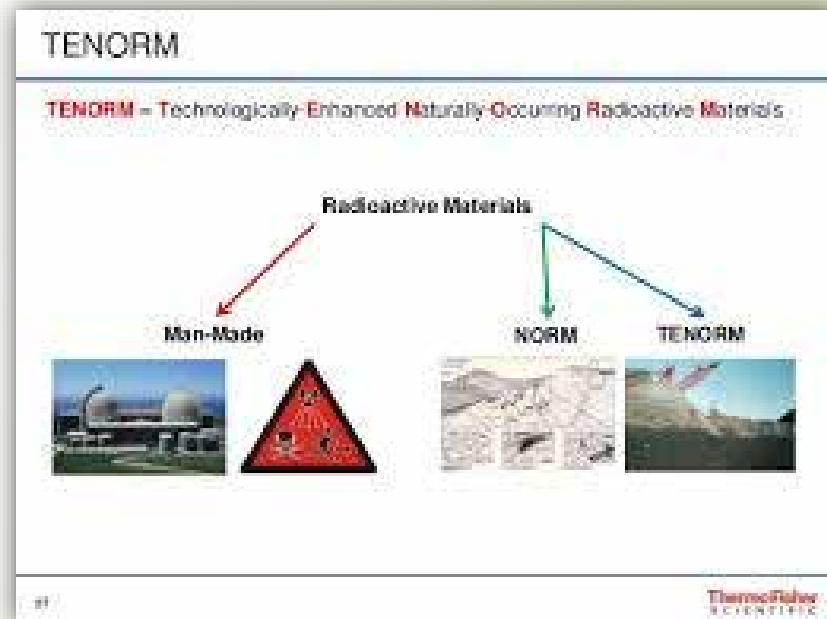 TENORM
TENORM – Technologically-Enhanced Naturally-Occurring Radioactive Materials
Radioactive Materials
Man-Made
NORM
TENORM
ThermoFisher
SCIENTIFIC